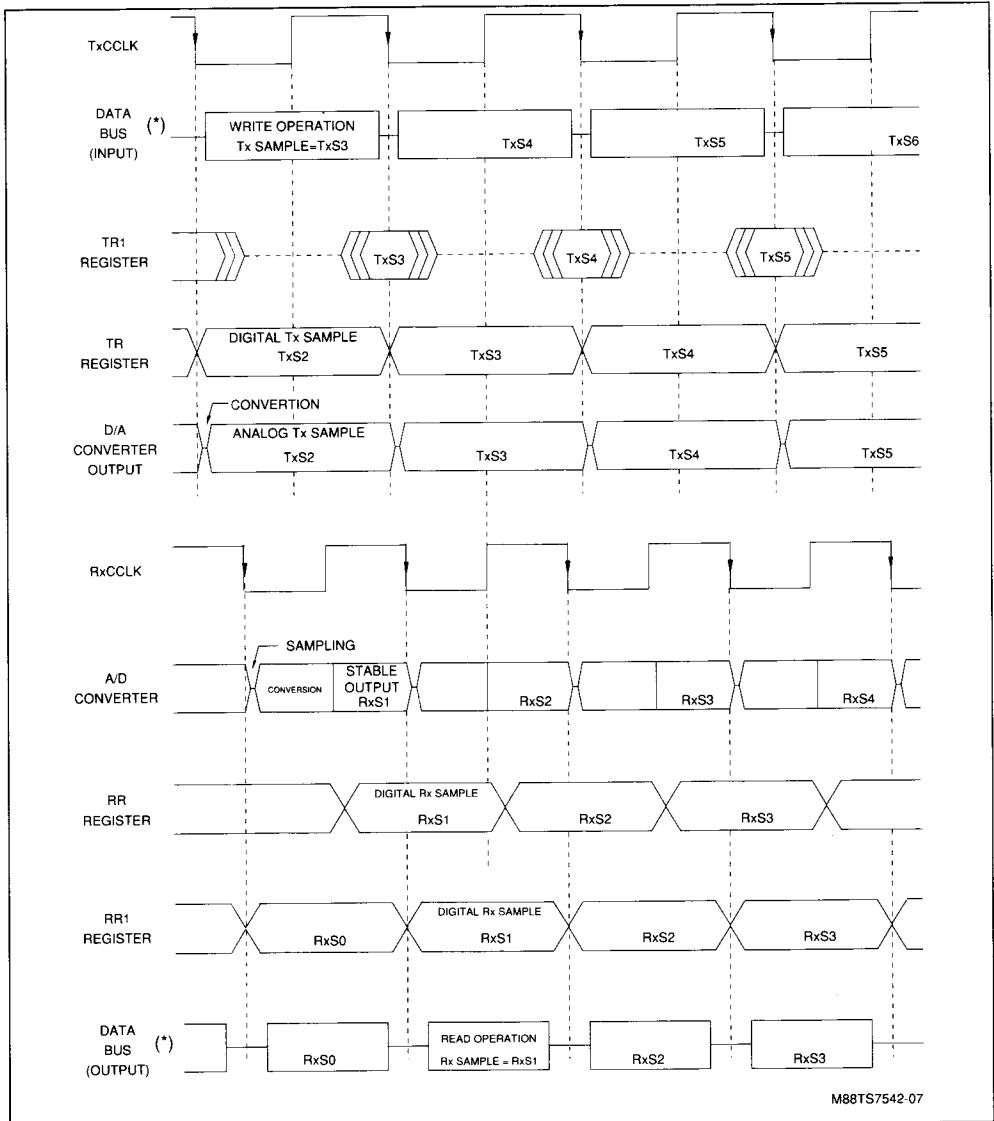 TxCCLK
DATA
BUS (*)
(INPUT)
WRITE OPERATION
Tx SAMPLE=TxS3
TxS4
TxS5
TxS6
TR1
REGISTER
TxS3
TxS4
TxS5
TR
REGISTER
DIGITAL Tx SAMPLE
TxS2
TxS3
TxS4
TxS5
CONVERTION
D/A
CONVERTER
OUTPUT
ANALOG Tx SAMPLE
TxS2
TxS3
TxS4
TxS5
RxCCLK
SAMPLING
A/D
CONVERTER
CONVERSION
STABLE
OUTPUT
RxS1
RxS2
RxS3
RxS4
RR
REGISTER
DIGITAL Rx SAMPLE
RxS1
RxS2
RxS3
RR1
REGISTER
RxS0
DIGITAL Rx SAMPLE
RxS1
RxS2
RxS3
DATA
BUS (*)
(OUTPUT)
RxS0
READ OPERATION
Rx SAMPLE = RxS1
RxS2
RxS3
M88TS7542-07